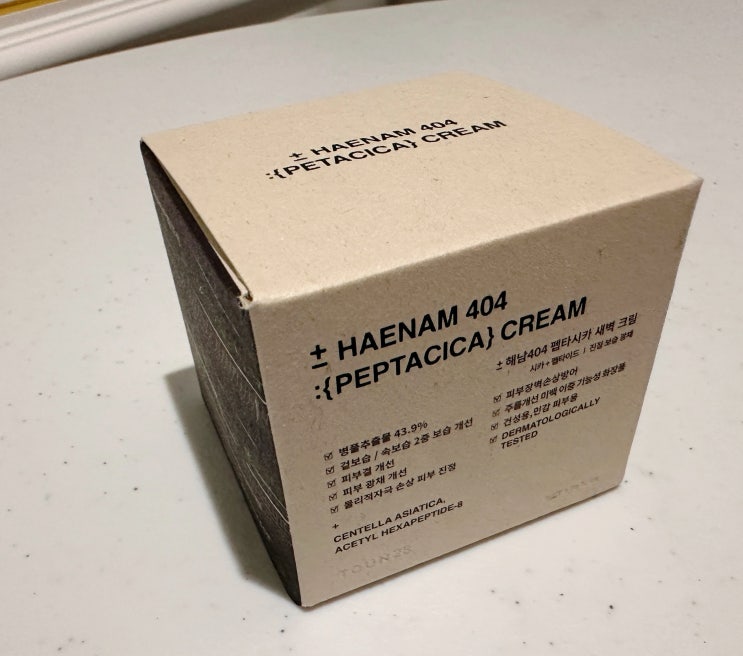 ± HAENAM 404
:{PETACICA} CREAM
± HAENAM 404
:{PEPTACICA} CREAM
☑ 병풀추출물 43.9%
☑ 겉보습 / 속보습 2중 보습 개선
☑ 피부결 개선
☑ 피부 광채 개선
☑ 물리적자극 손상 피부 진정
+
CENTELLA ASIATICA,
ACETYL HEXAPEPTIDE-8
TOUN28
± 해남404 펩타시카 새벽 크림
시카+펩타이드 / 진정 보습 광채
☑ 피부장벽손상방어
☑ 주름개선 미백 이중 기능성 화장품
☑ 건성용, 민감 피부용
☑ DERMATOLOGICALLY
TESTED